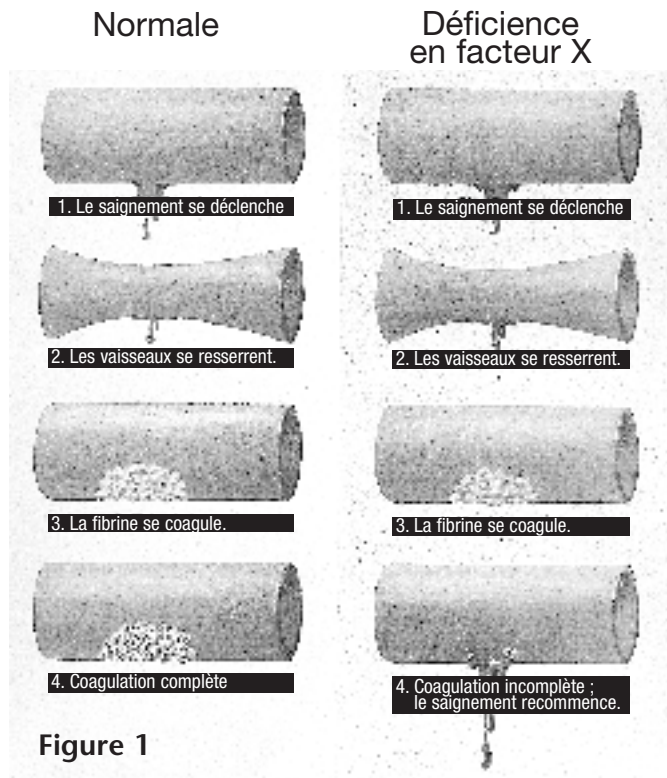 Normale
Déficience
en facteur X
1. Le saignement se déclenche
1. Le saignement se déclenche
2. Les vaisseaux se resserrent.
2. Les vaisseaux se resserrent.
3. La fibrine se coagule.
3. La fibrine se coagule.
4. Coagulation complète
4. Coagulation incomplète ;
le saignement recommence.
Figure 1